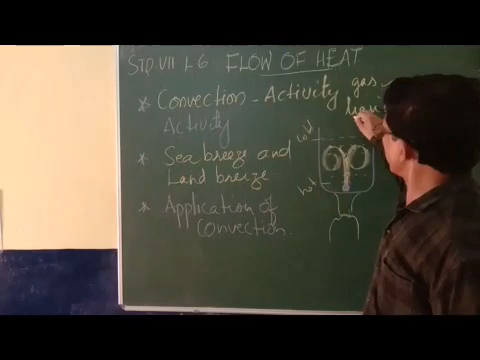 STD.VII L-6 FLOW OF HEAT
* Convection - Activity gas
Activity
* Sea breeze and
Land breize
* Application of
Convection.
cold
hot